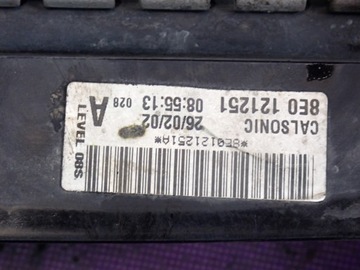 CALSONIC 8E0 121251
26/02/02 08:55:13
A 028
LEVEL 08S
*8E0121251A*